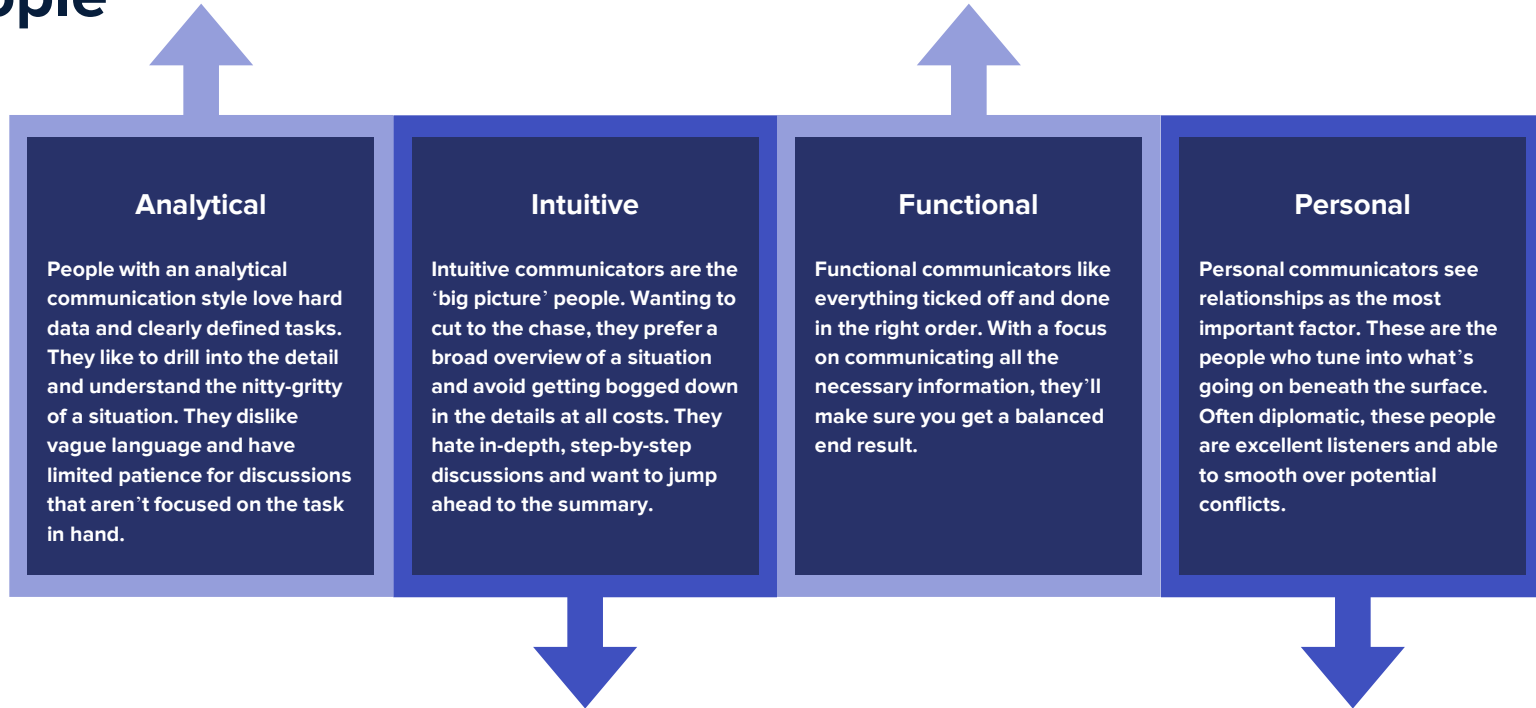 Analytical
People with an analytical
communication style love hard
data and clearly defined tasks.
They like to drill into the detail
and understand the nitty-gritty
of a situation. They dislike
vague language and have
limited patience for discussions
that aren’t focused on the task
in hand.
Intuitive
Intuitive communicators are the
‘big picture’ people. Wanting to
cut to the chase, they prefer a
broad overview of a situation
and avoid getting bogged down
in the details at all costs. They
hate in-depth, step-by-step
discussions and want to jump
ahead to the summary.
Functional
Functional communicators like
everything ticked off and done
in the right order. With a focus
on communicating all the
necessary information, they’ll
make sure you get a balanced
end result.
Personal
Personal communicators see
relationships as the most
important factor. These are the
people who tune into what’s
going on beneath the surface.
Often diplomatic, these people
are excellent listeners and able
to smooth over potential
conflicts.